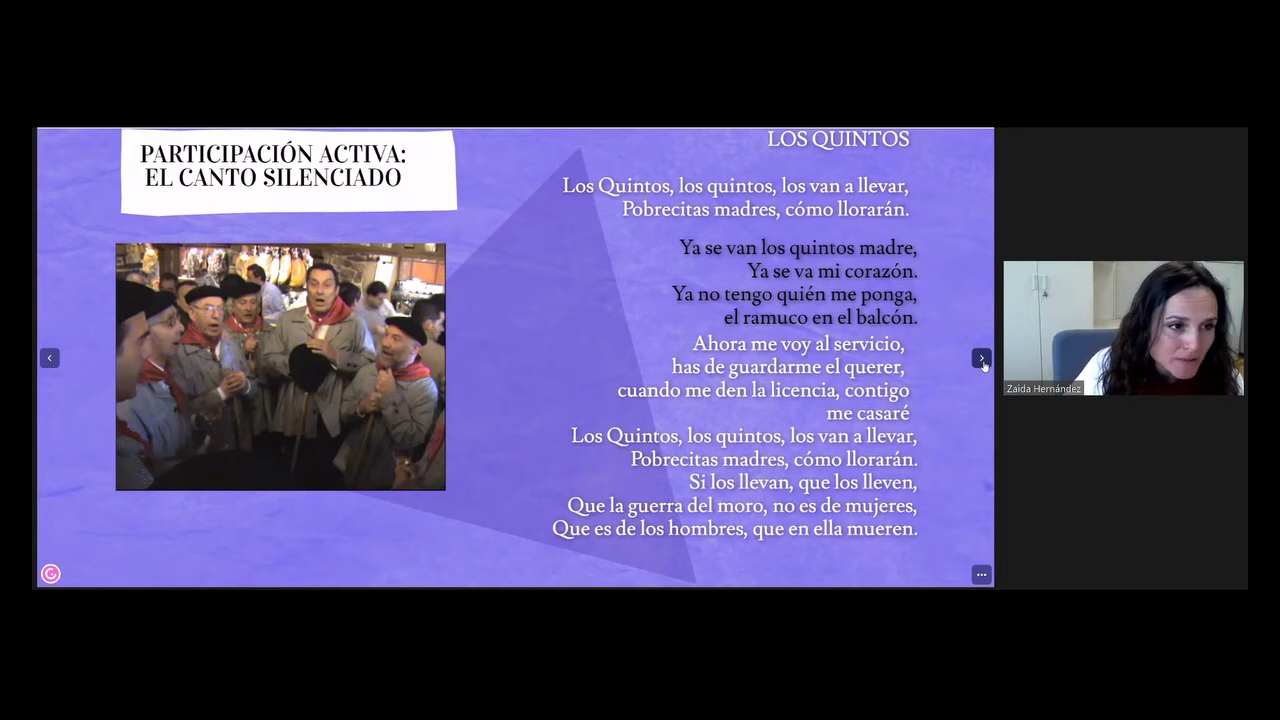 PARTICIPACIÓN ACTIVA:
EL CANTO SILENCIADO
LOS QUINTOS
Los Quintos, los quintos, los van a llevar,
Pobrecitas madres, cómo llorarán.
Ya se van los quintos madre,
Ya se va mi corazón.
Ya no tengo quién me ponga,
el ramuco en el balcón.
Ahora me voy al servicio,
has de guardarme el querer,
cuando me den la licencia, contigo
me casaré
Los Quintos, los quintos, los van a llevar,
Pobrecitas madres, cómo llorarán.
Si los llevan, que los lleven,
Que la guerra del moro, no es de mujeres,
Que es de los hombres, que en ella mueren.
Zaida Hernández